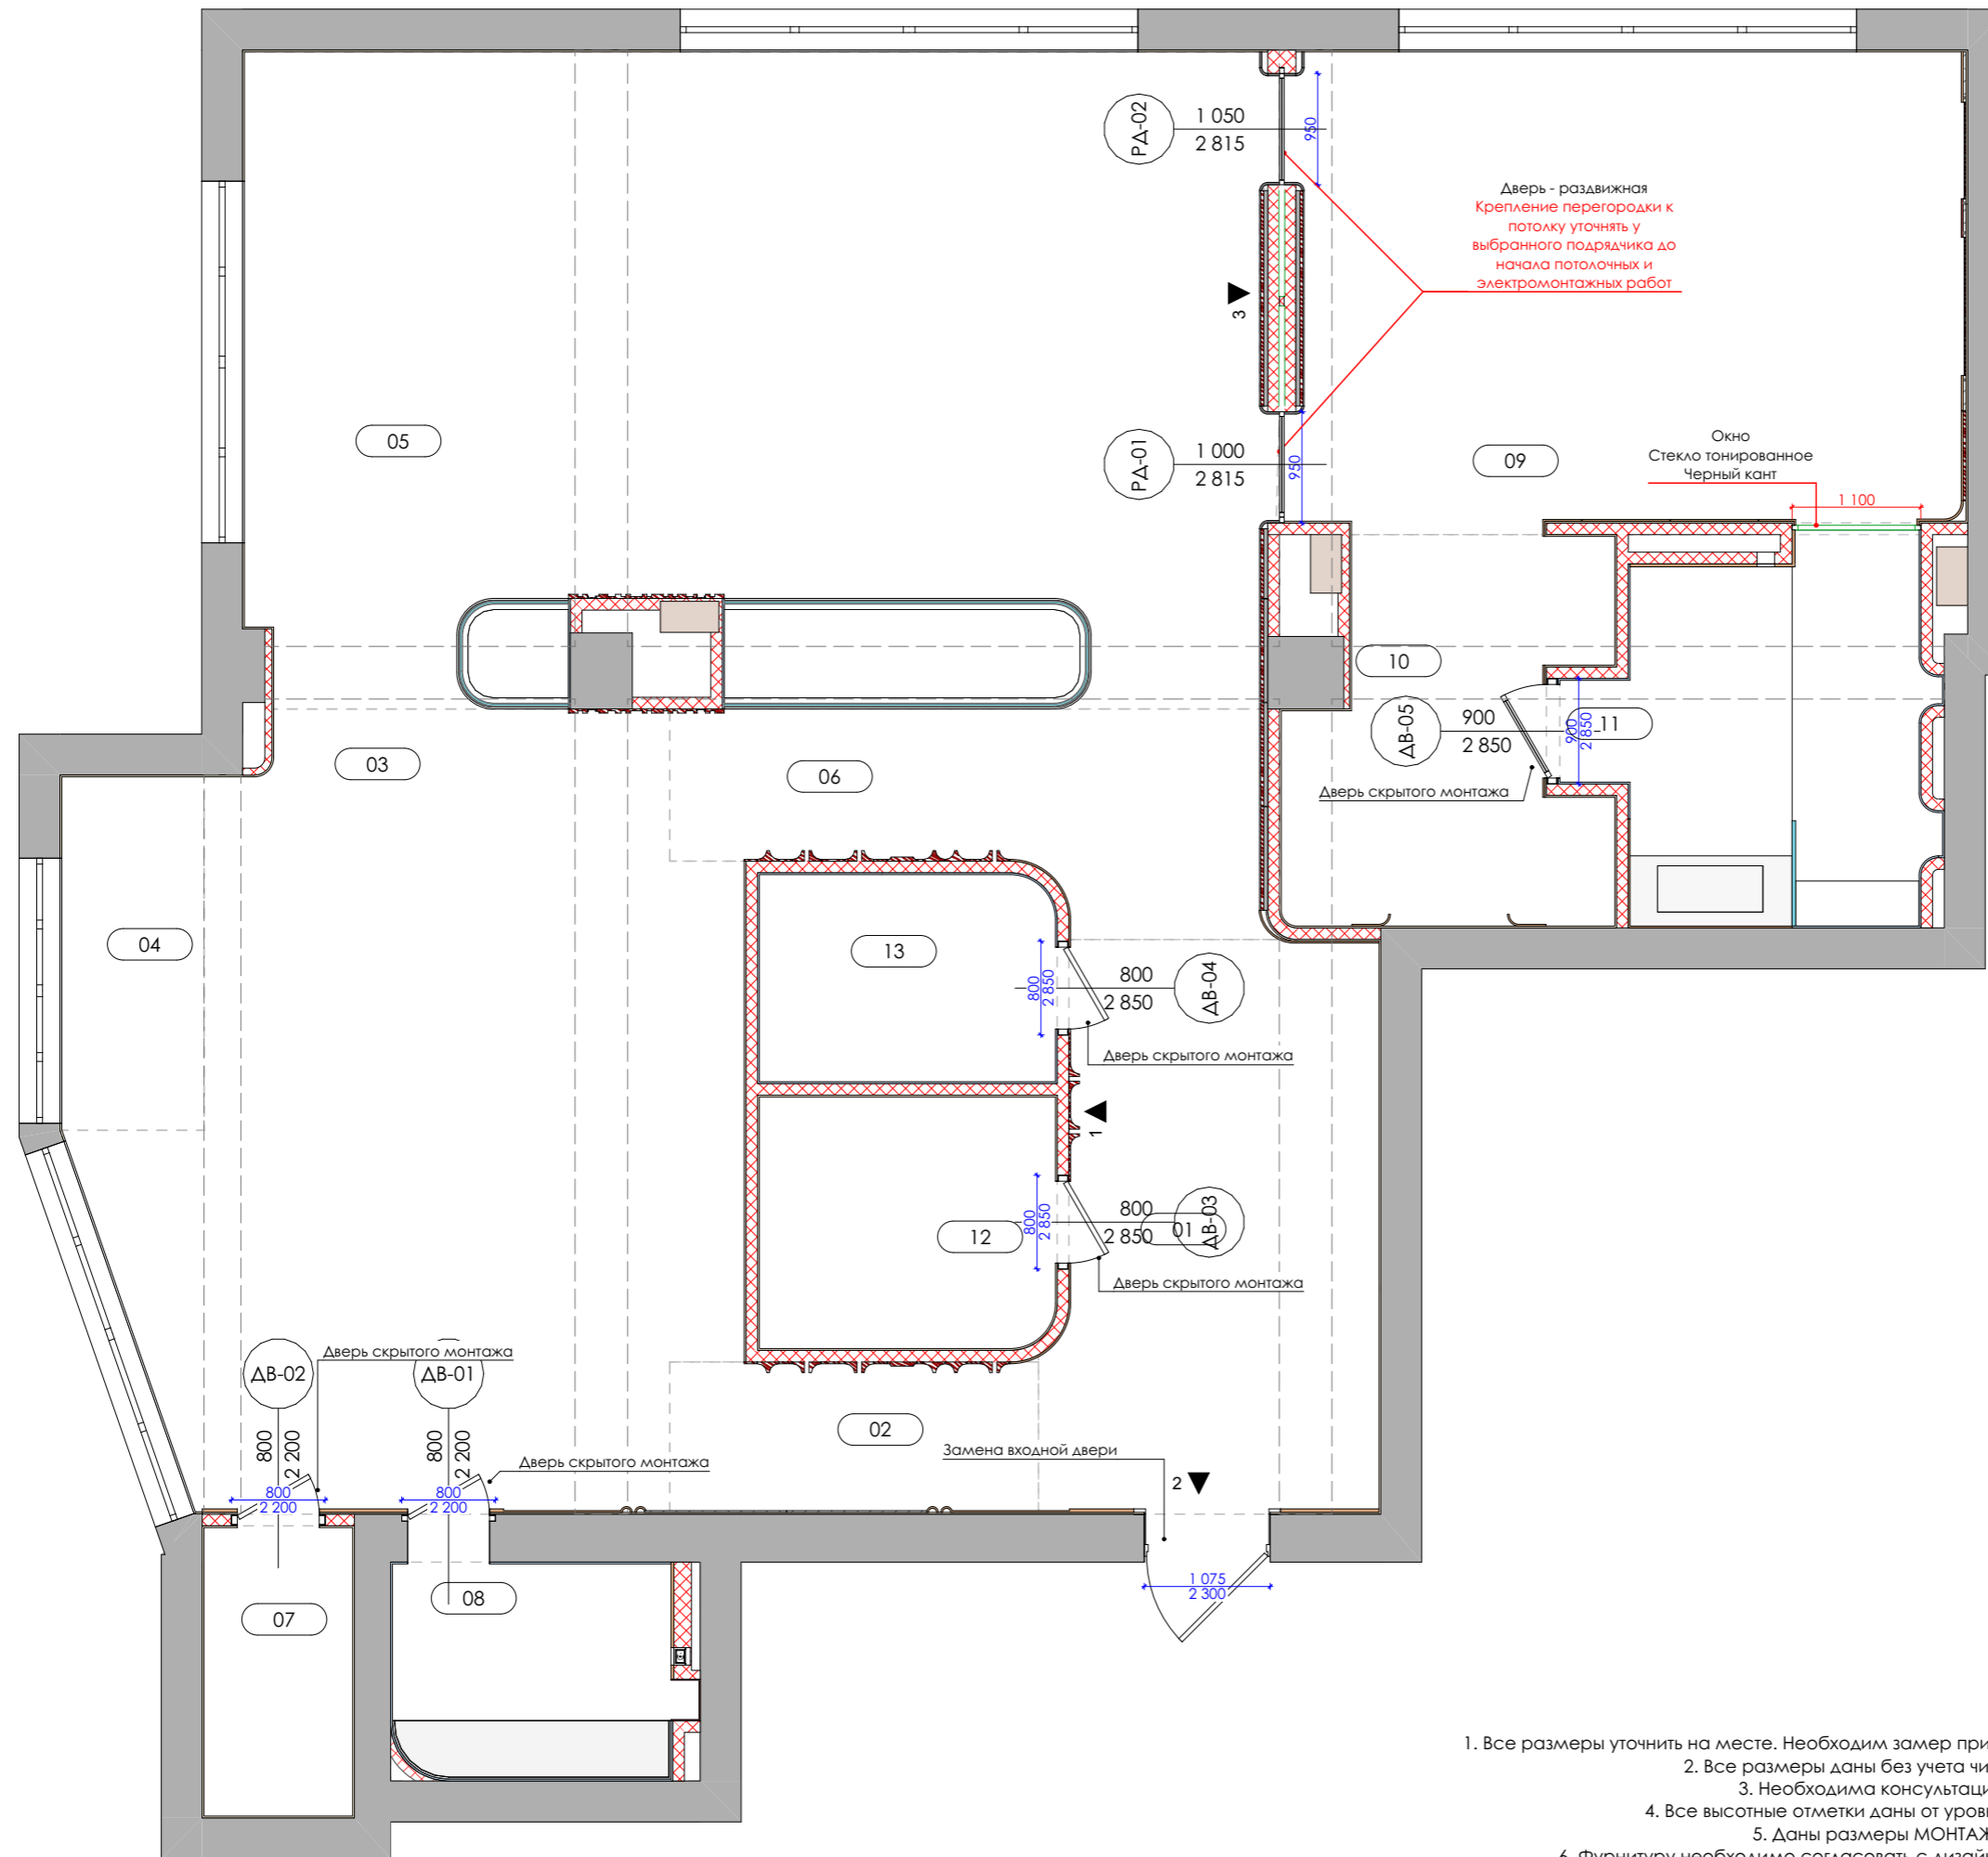 РД-02
1 050
2 815
950
Дверь - раздвижная
Крепление перегородки к
потолку уточнять у
выбранного подрядчика до
начала потолочных и
электромонтажных работ
3
05
РД-01
1 000
2 815
950
09
Окно
Стекло тонированное
Черный кант
1 100
10
03
06
ДВ-05
900
2 850
900
2 850
11
Дверь скрытого монтажа
04
13
800
2 850
800
2 850
ДВ-04
Дверь скрытого монтажа
1
12
800
2 850
800
2 850
01
ДВ-03
Дверь скрытого монтажа
Дверь скрытого монтажа
ДВ-02
ДВ-01
800
2 200
800
2 200
02
Замена входной двери
Дверь скрытого монтажа
2
800
2 200
800
2 200
1 075
2 300
08
07
1. Все размеры уточнить на месте. Необходим замер при
2. Все размеры даны без учета чи
3. Необходима консультаци
4. Все высотные отметки даны от уров
5. Даны размеры МОНТАЖ
6. Фурнитуру необходимо согласовать с дизай